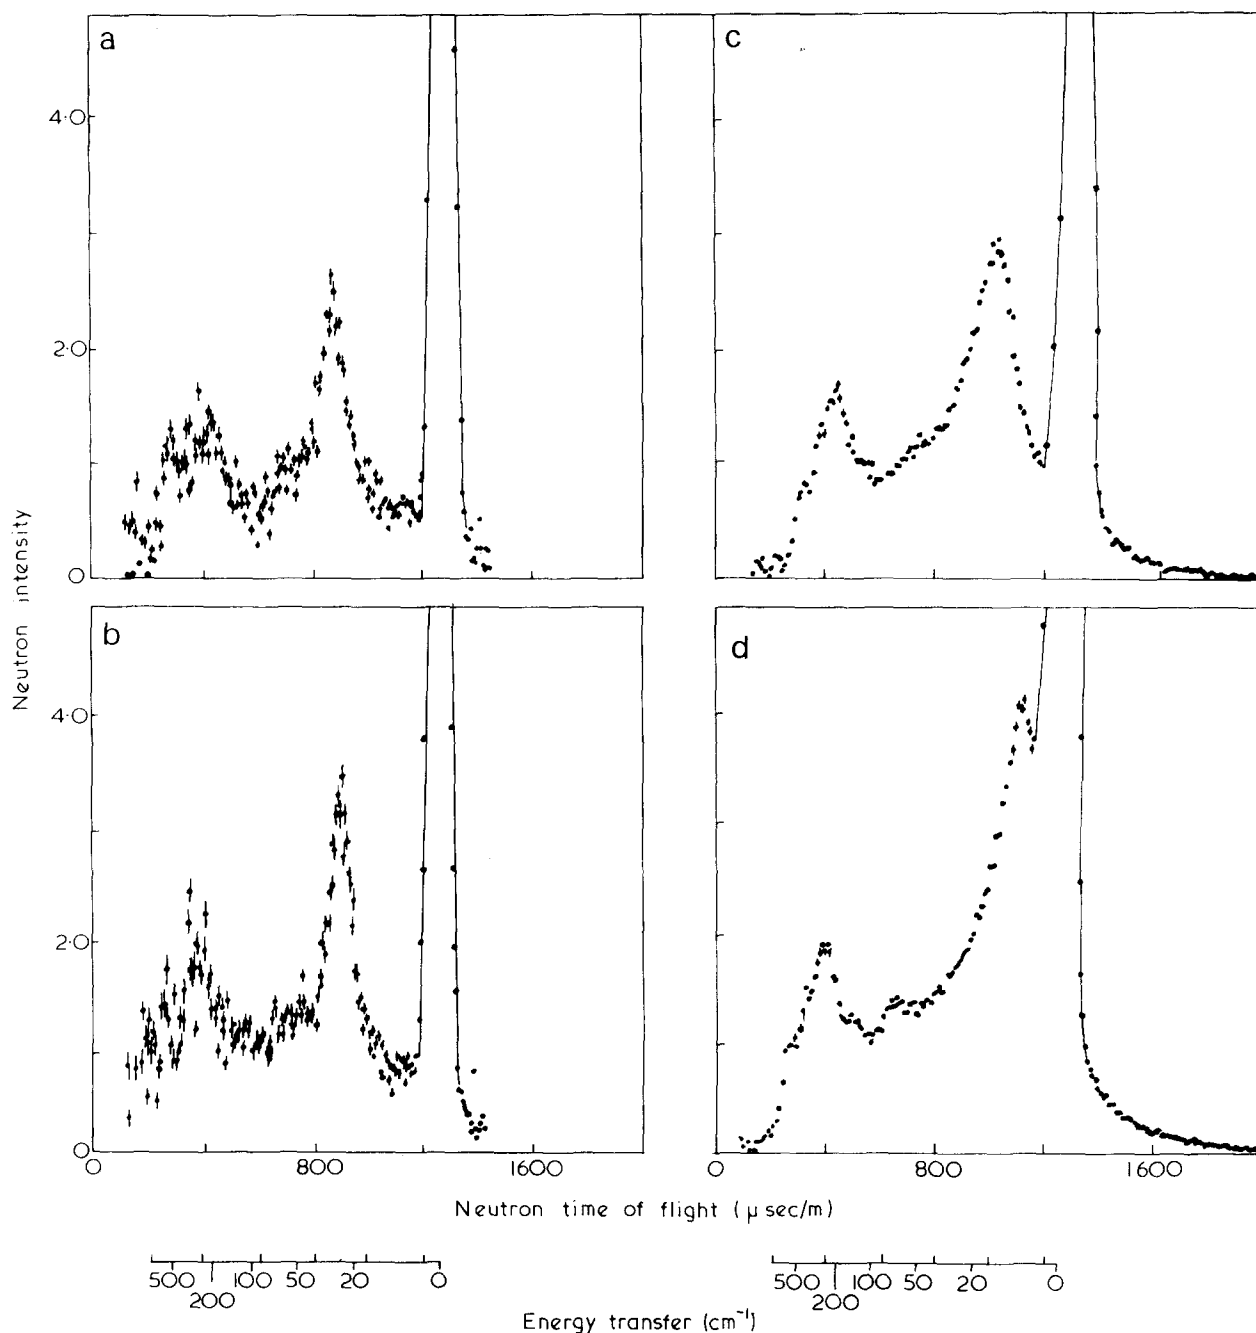 a
c
4·0
2·0
0
Neutron intensity
b
d
4·0
2·0
0
0 800 1600
0 800 1600
Neutron time of flight (μ sec/m)
500 100 50 20 0
200
500 100 50 20 0
200
Energy transfer (cm⁻¹)